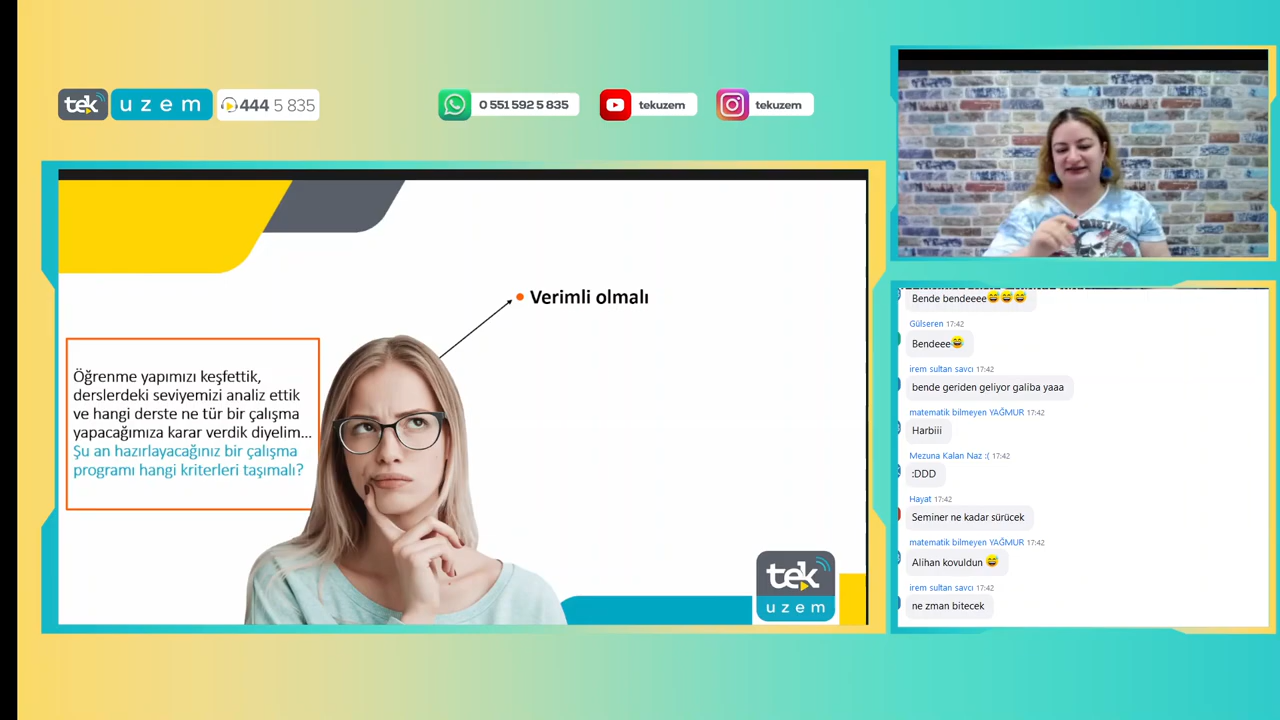 tek uzem 444 5 835
0 551 592 5 835
tekuzem
tekuzem
Verimli olmalı
Öğrenme yapımızı keşfettik,
derslerdeki seviyemizi analiz ettik
ve hangi derste ne tür bir çalışma
yapacağımıza karar verdik diyelim...
Şu an hazırlayacağınız bir çalışma
programı hangi kriterleri taşımalı?
tek
uzem
Bende bendeeee😅😅😅
Gülseren 17:42
Bendeee😅
irem sultan savcı 17:42
bende geriden geliyor galiba yaaa
matematik bilmeyen YAĞMUR 17:42
Harbiii
Mezuna Kalan Naz :( 17:42
:DDD
Hayat 17:42
Seminer ne kadar sürücek
matematik bilmeyen YAĞMUR 17:42
Alihan kovuldun 😅
irem sultan savcı 17:42
ne zman bitecek